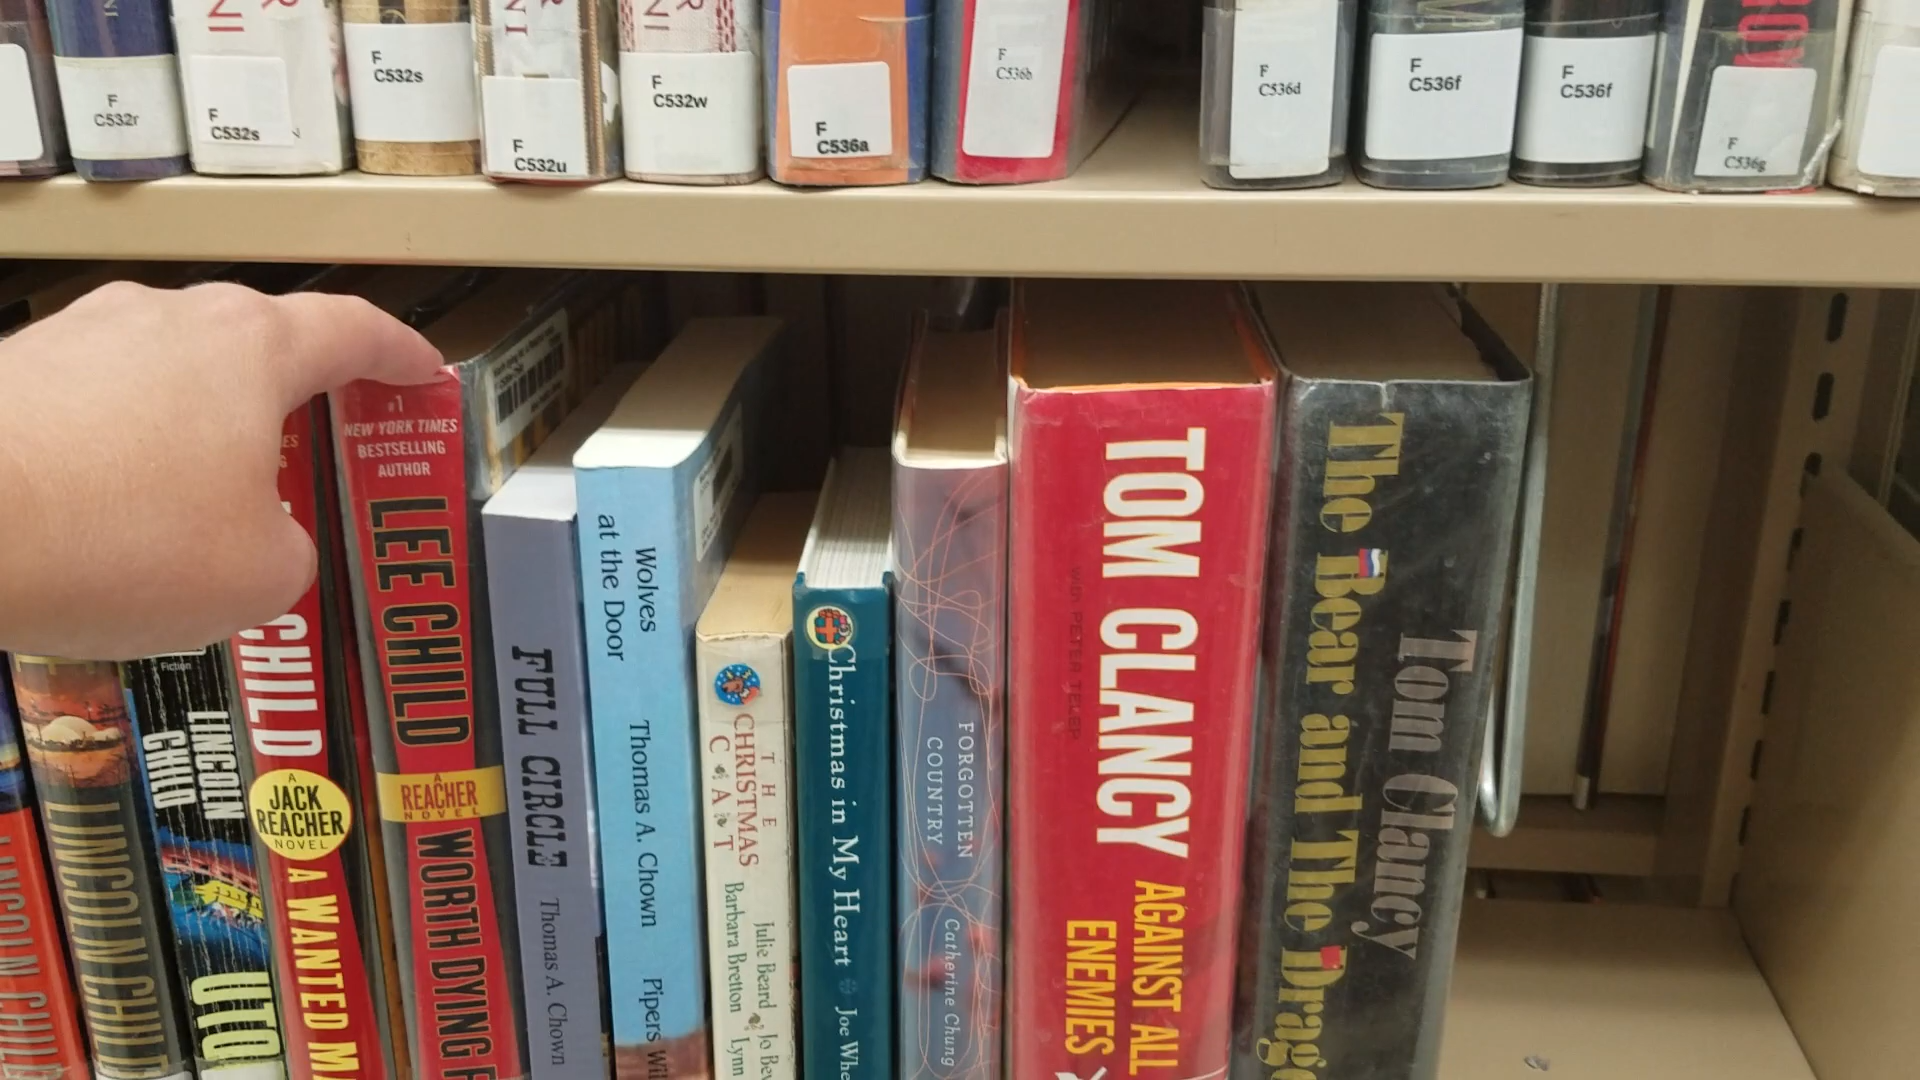 F
C532r
F
C532s
F
C532s
F
C532u
F
C532w
F
C536a
F
C536b
F
C536d
F
C536f
F
C536f
F
C536g
LINCOLN CHILD
LINCOLN CHILD
Fiction
LINCOLN
CHILD
CHILD
A
JACK
REACHER
NOVEL
A WANTED
#1
NEW YORK TIMES
BESTSELLING
AUTHOR
LEE CHILD
A
REACHER
NOVEL
WORTH DYING
FULL CIRCLE
Thomas A. Chown
Wolves
at the Door
Thomas A. Chown
Pipers
THE
CHRISTMAS
CAT
Julie Beard
Barbara Bretton
Jo Bev
Lynn
Christmas in My Heart
Joe Whe
FORGOTTEN
COUNTRY
Catherine Chung
TOM CLANCY
with PETER TELEP
AGAINST ALL
ENEMIES
Tom Clancy
The Bear and The Drag